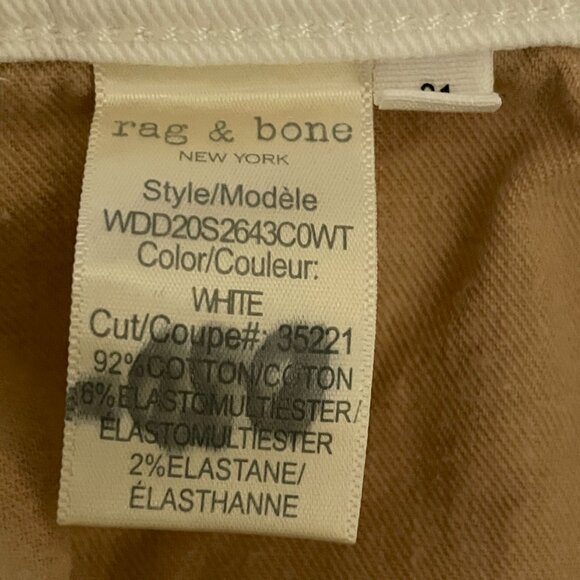 rag & bone
NEW YORK
Style/Modèle
WDD20S2643C0WT
Color/Couleur:
WHITE
Cut/Coupe#: 35221
92%COTTON/COTON
6%ELASTOMULTIESTER/
ÉLASTOMULTIESTER
2%ELASTANE/
ÉLASTHANNE